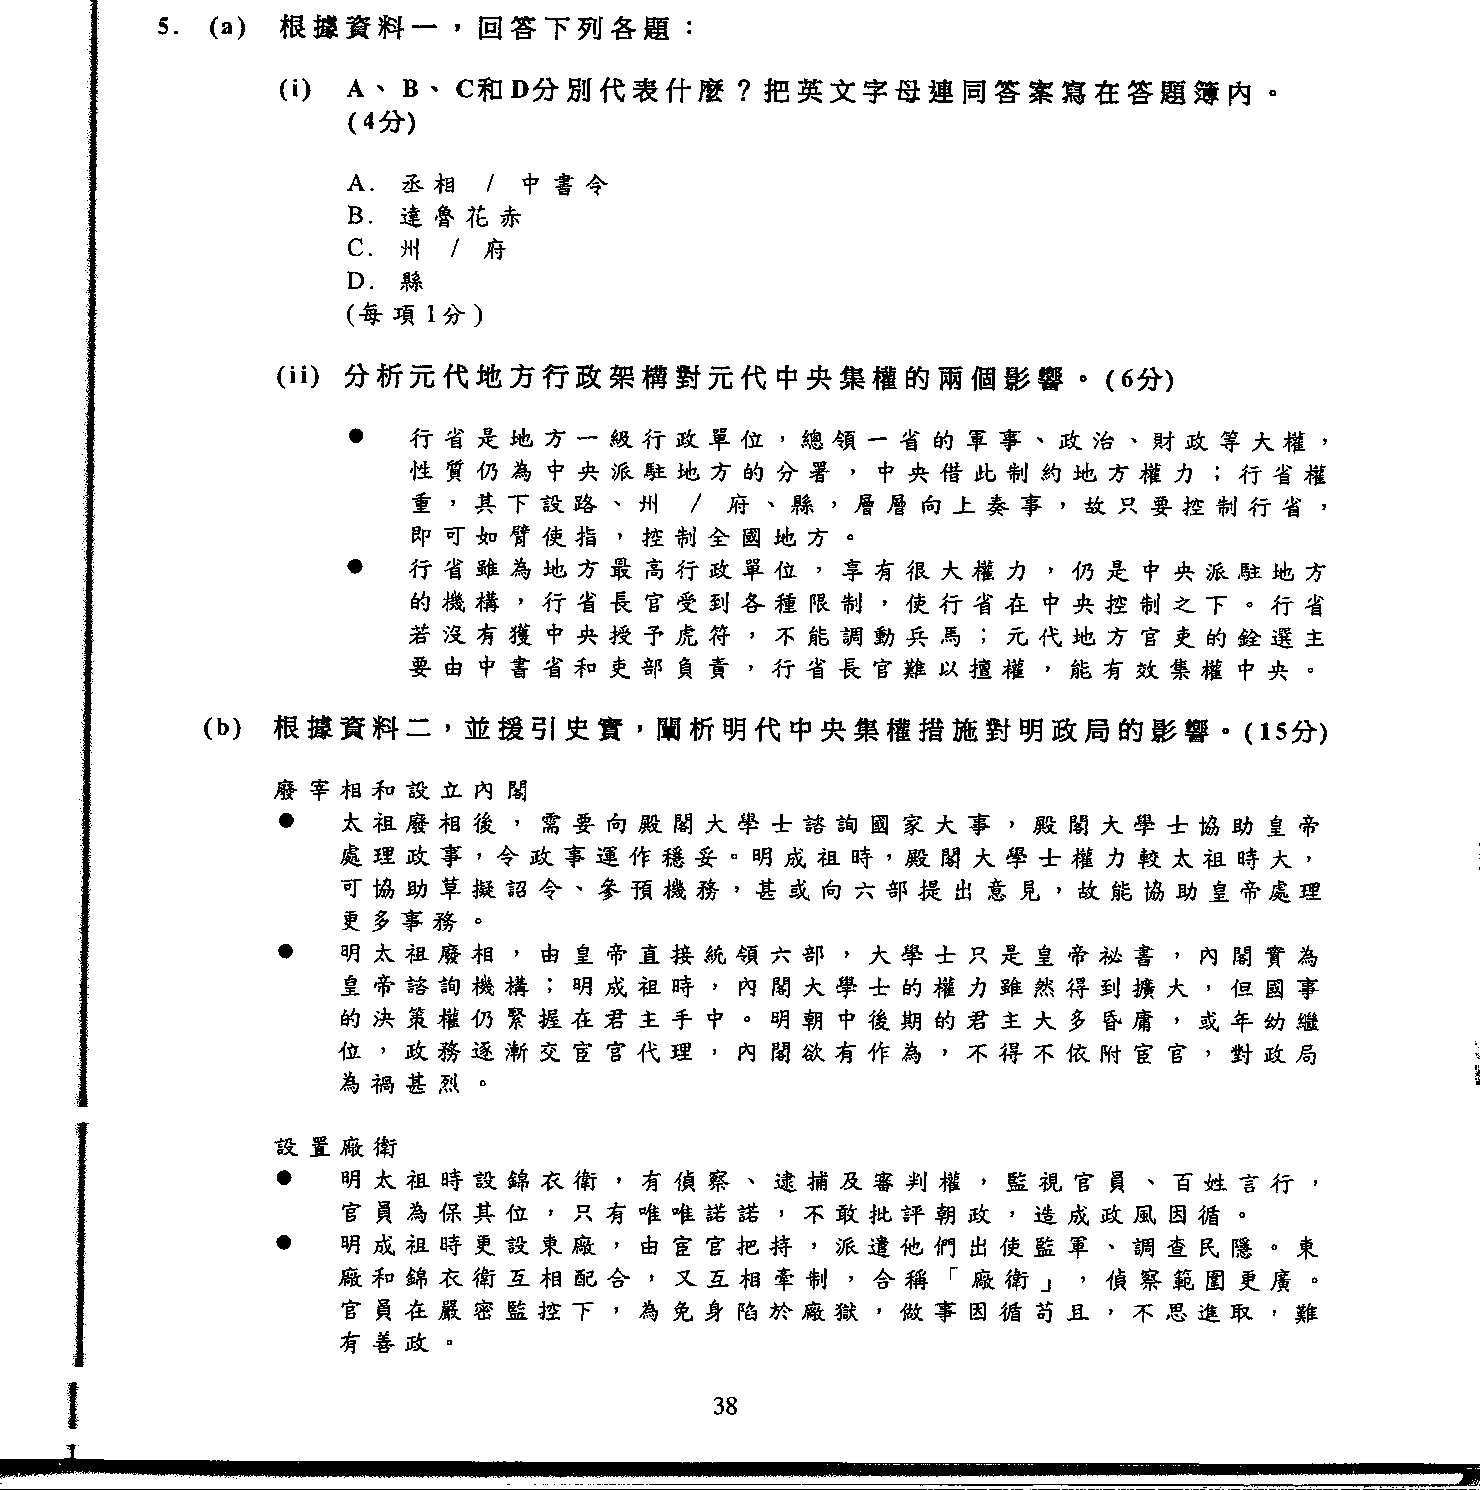 5. (a) 根據資料一，回答下列各題：
(i) A、B、C和D分別代表什麼？把英文字母連同答案寫在答題簿內。
(4分)
A. 丞相 / 中書令
B. 達魯花赤
C. 州 / 府
D. 縣
(每項1分)
(ii) 分析元代地方行政架構對元代中央集權的兩個影響。(6分)
● 行省是地方一級行政單位，總領一省的軍事、政治、財政等大權，
性質仍為中央派駐地方的分署，中央借此制約地方權力；行省權
重，其下設路、州 / 府、縣，層層向上奏事，故只要控制行省，
即可如臂使指，控制全國地方。
● 行省雖為地方最高行政單位，享有很大權力，仍是中央派駐地方
的機構，行省長官受到各種限制，使行省在中央控制之下。行省
若沒有獲中央授予虎符，不能調動兵馬；元代地方官吏的銓選主
要由中書省和吏部負責，行省長官難以擅權，能有效集權中央。
(b) 根據資料二，並援引史實，闡析明代中央集權措施對明政局的影響。(15分)
廢宰相和設立內閣
● 太祖廢相後，需要向殿閣大學士諮詢國家大事，殿閣大學士協助皇帝
處理政事，令政事運作穩妥。明成祖時，殿閣大學士權力較太祖時大，
可協助草擬詔令、參預機務，甚或向六部提出意見，故能協助皇帝處理
更多事務。
● 明太祖廢相，由皇帝直接統領六部，大學士只是皇帝祕書，內閣實為
皇帝諮詢機構；明成祖時，內閣大學士的權力雖然得到擴大，但國事
的決策權仍緊握在君主手中。明朝中後期的君主大多昏庸，或年幼繼
位，政務逐漸交宦官代理，內閣欲有作為，不得不依附宦官，對政局
為禍甚烈。
設置廠衛
● 明太祖時設錦衣衛，有偵察、逮捕及審判權，監視官員、百姓言行，
官員為保其位，只有唯唯諾諾，不敢批評朝政，造成政風因循。
● 明成祖時更設東廠，由宦官把持，派遣他們出使監軍、調查民隱。東
廠和錦衣衛互相配合，又互相牽制，合稱「廠衛」，偵察範圍更廣。
官員在嚴密監控下，為免身陷於廠獄，做事因循苟且，不思進取，難
有善政。
38